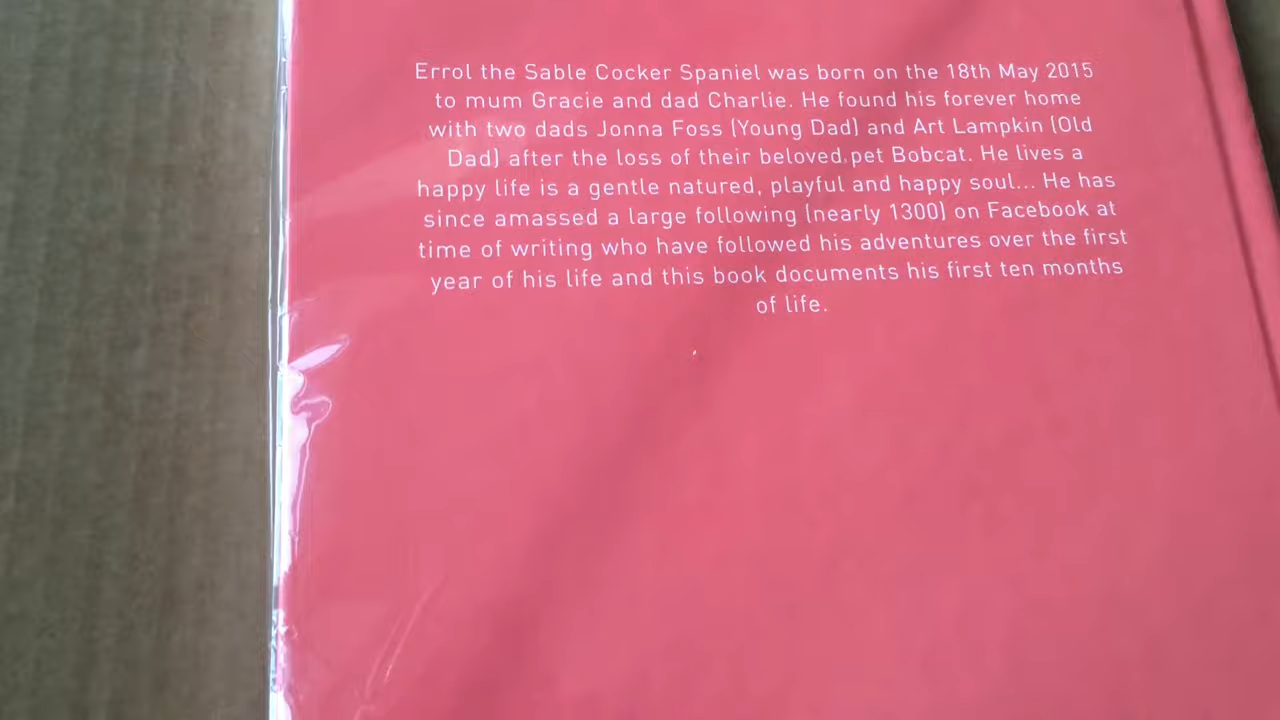 Errol the Sable Cocker Spaniel was born on the 18th May 2015
to mum Gracie and dad Charlie. He found his forever home
with two dads Jonna Foss (Young Dad) and Art Lampkin (Old
Dad) after the loss of their beloved pet Bobcat. He lives a
happy life is a gentle natured, playful and happy soul... He has
since amassed a large following (nearly 1300) on Facebook at
time of writing who have followed his adventures over the first
year of his life and this book documents his first ten months
of life.